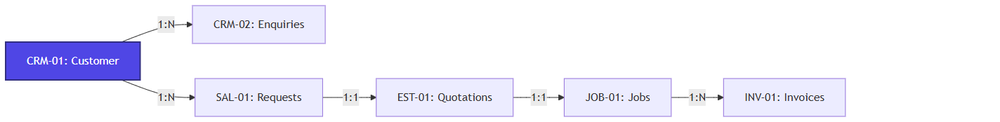 1:N
CRM-02: Enquiries
CRM-01: Customer
1:N
SAL-01: Requests
1:1
EST-01: Quotations
1:1
JOB-01: Jobs
1:N
INV-01: Invoices